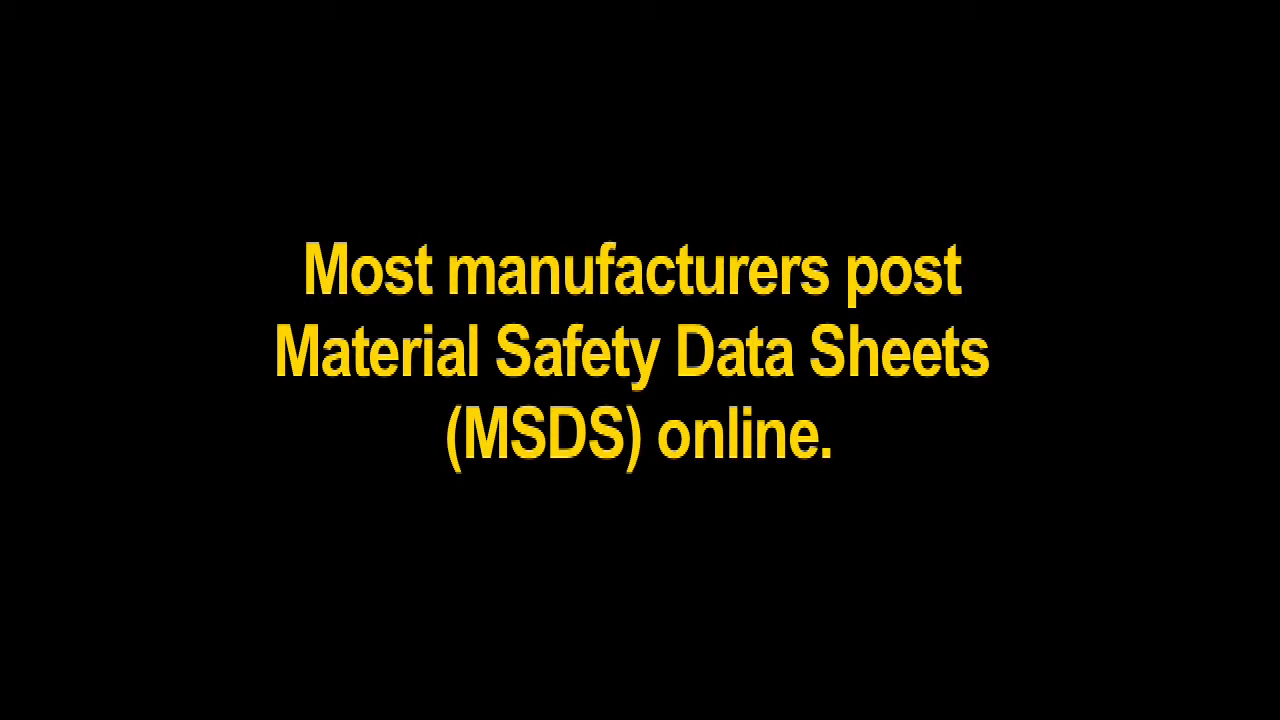 Most manufacturers post
Material Safety Data Sheets
(MSDS) online.